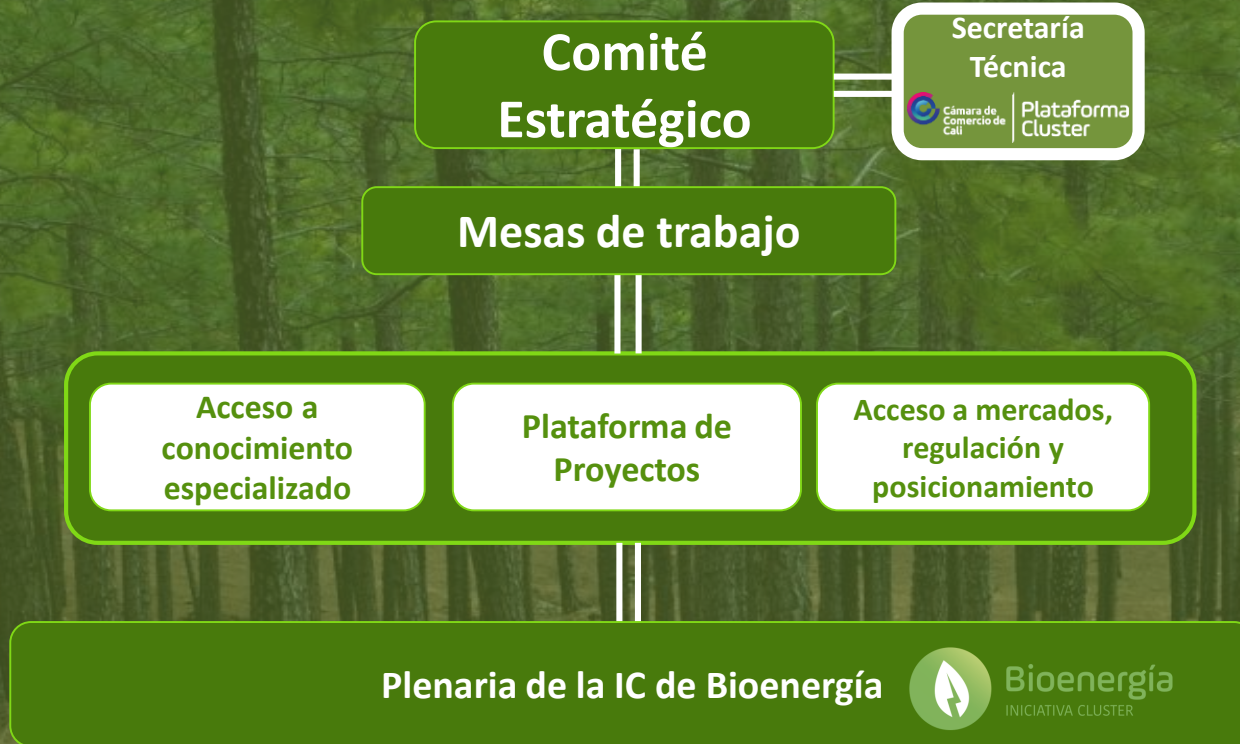 Comité
Estratégico
Secretaría
Técnica
Cámara de
Comercio de
Cali
Plataforma
Cluster
Mesas de trabajo
Acceso a
conocimiento
especializado
Plataforma de
Proyectos
Acceso a mercados,
regulación y
posicionamiento
Plenaria de la IC de Bioenergía
Bioenergía
INICIATIVA CLUSTER